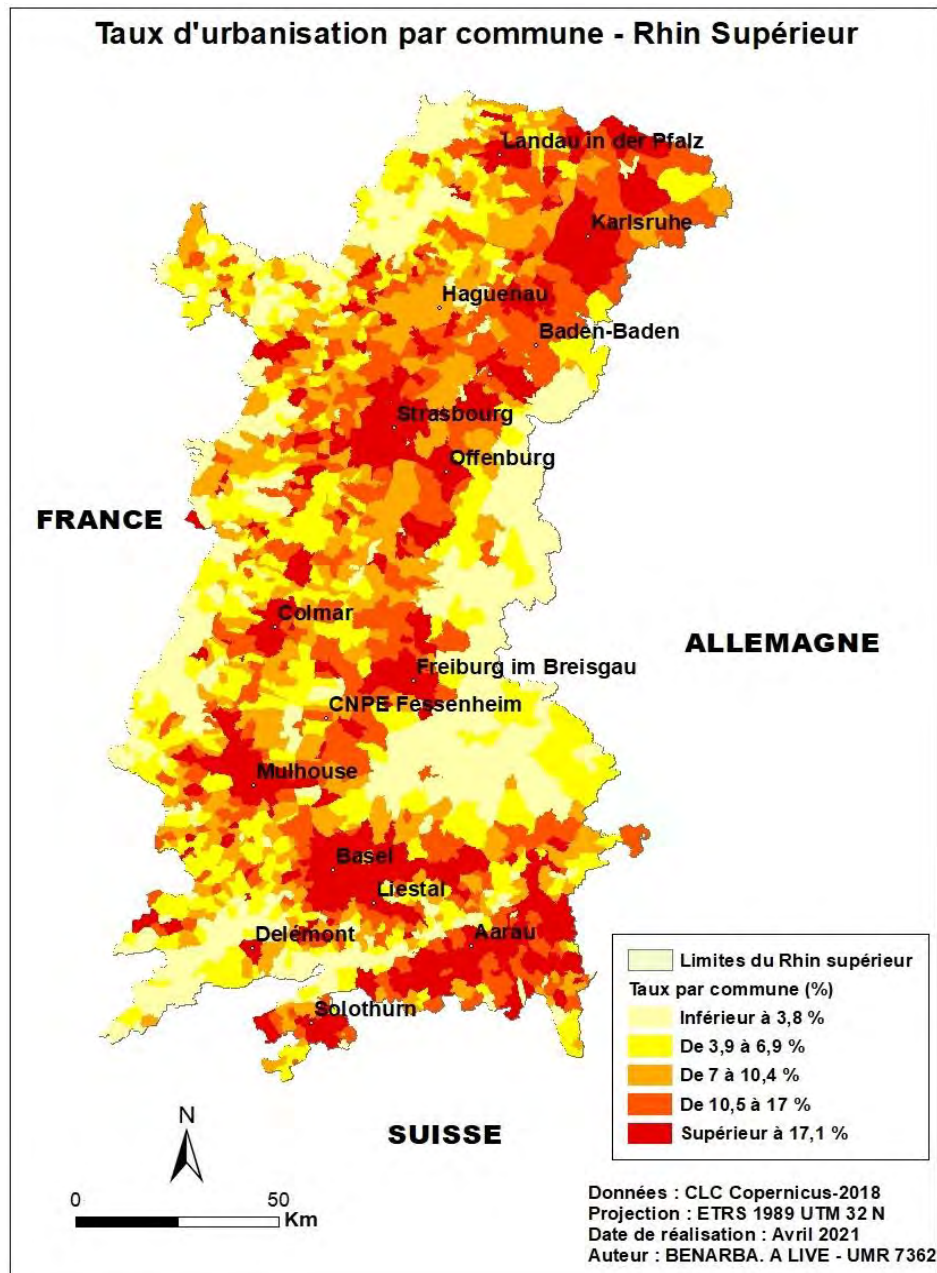 Taux d'urbanisation par commune - Rhin Supérieur
Landau in der Pfalz
Karlsruhe
Haguenau
Baden-Baden
Strasbourg
Offenburg
FRANCE
Colmar
ALLEMAGNE
Freiburg im Breisgau
CNPE Fessenheim
Mulhouse
Basel
Liestal
Delémont
Aarau
Solothurn
Limites du Rhin supérieur
Taux par commune (%)
Inférieur à 3,8 %
De 3,9 à 6,9 %
De 7 à 10,4 %
De 10,5 à 17 %
Supérieur à 17,1 %
N
SUISSE
0 50
Km
Données : CLC Copernicus-2018
Projection : ETRS 1989 UTM 32 N
Date de réalisation : Avril 2021
Auteur : BENARBA. A LIVE - UMR 7362